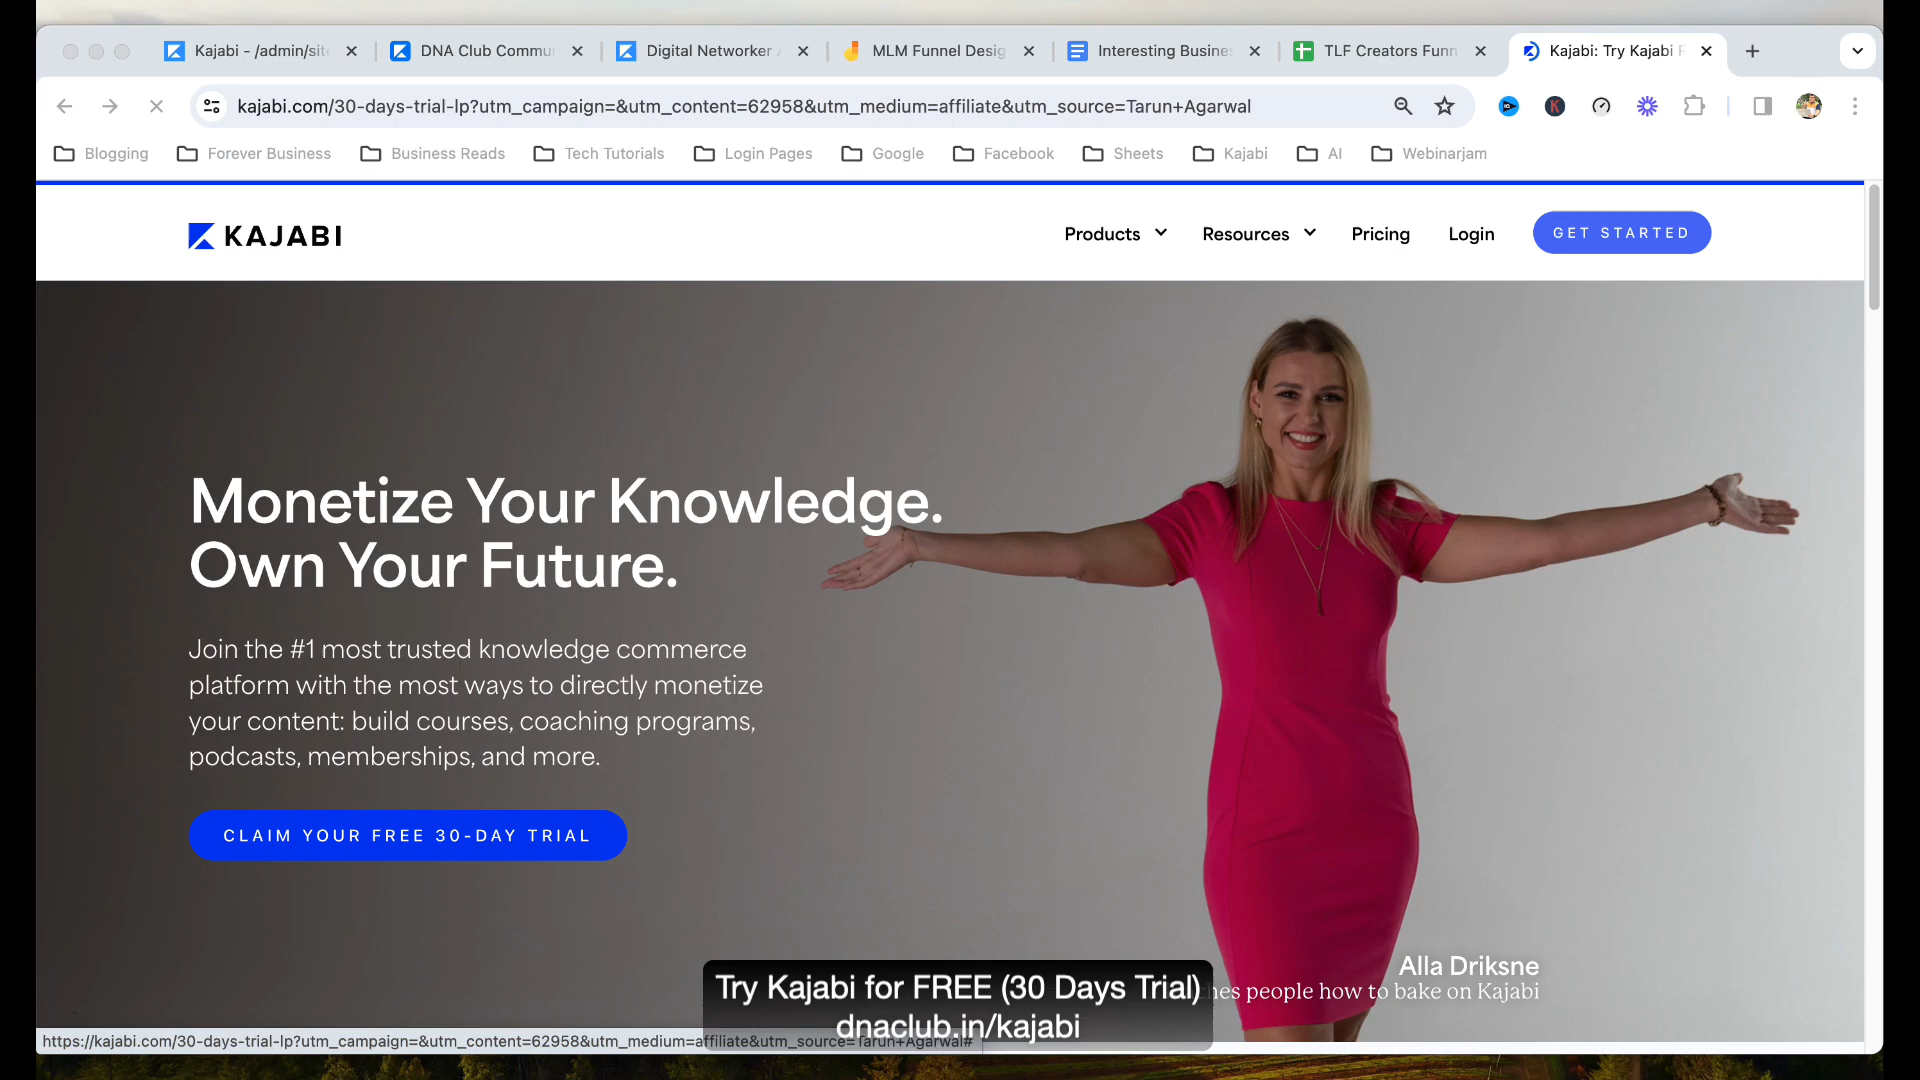 Kajabi - /admin/site
DNA Club Commu
Digital Networker
MLM Funnel Desig
Interesting Busine
TLF Creators Funn
Kajabi: Try Kajabi F
kajabi.com/30-days-trial-lp?utm_campaign=&utm_content=62958&utm_medium=affiliate&utm_source=Tarun+Agarwal
Blogging
Forever Business
Business Reads
Tech Tutorials
Login Pages
Google
Facebook
Sheets
Kajabi
AI
Webinarjam
KAJABI
Products
Resources
Pricing
Login
GET STARTED
Monetize Your Knowledge.
Own Your Future.
Join the #1 most trusted knowledge commerce
platform with the most ways to directly monetize
your content: build courses, coaching programs,
podcasts, memberships, and more.
CLAIM YOUR FREE 30-DAY TRIAL
Alla Driksne
hes people how to bake on Kajabi
Try Kajabi for FREE (30 Days Trial)
dnaclub.in/kajabi
https://kajabi.com/30-days-trial-lp?utm_campaign=&utm_content=62958&utm_medium=affiliate&utm_source=Tarun+Agarwal#